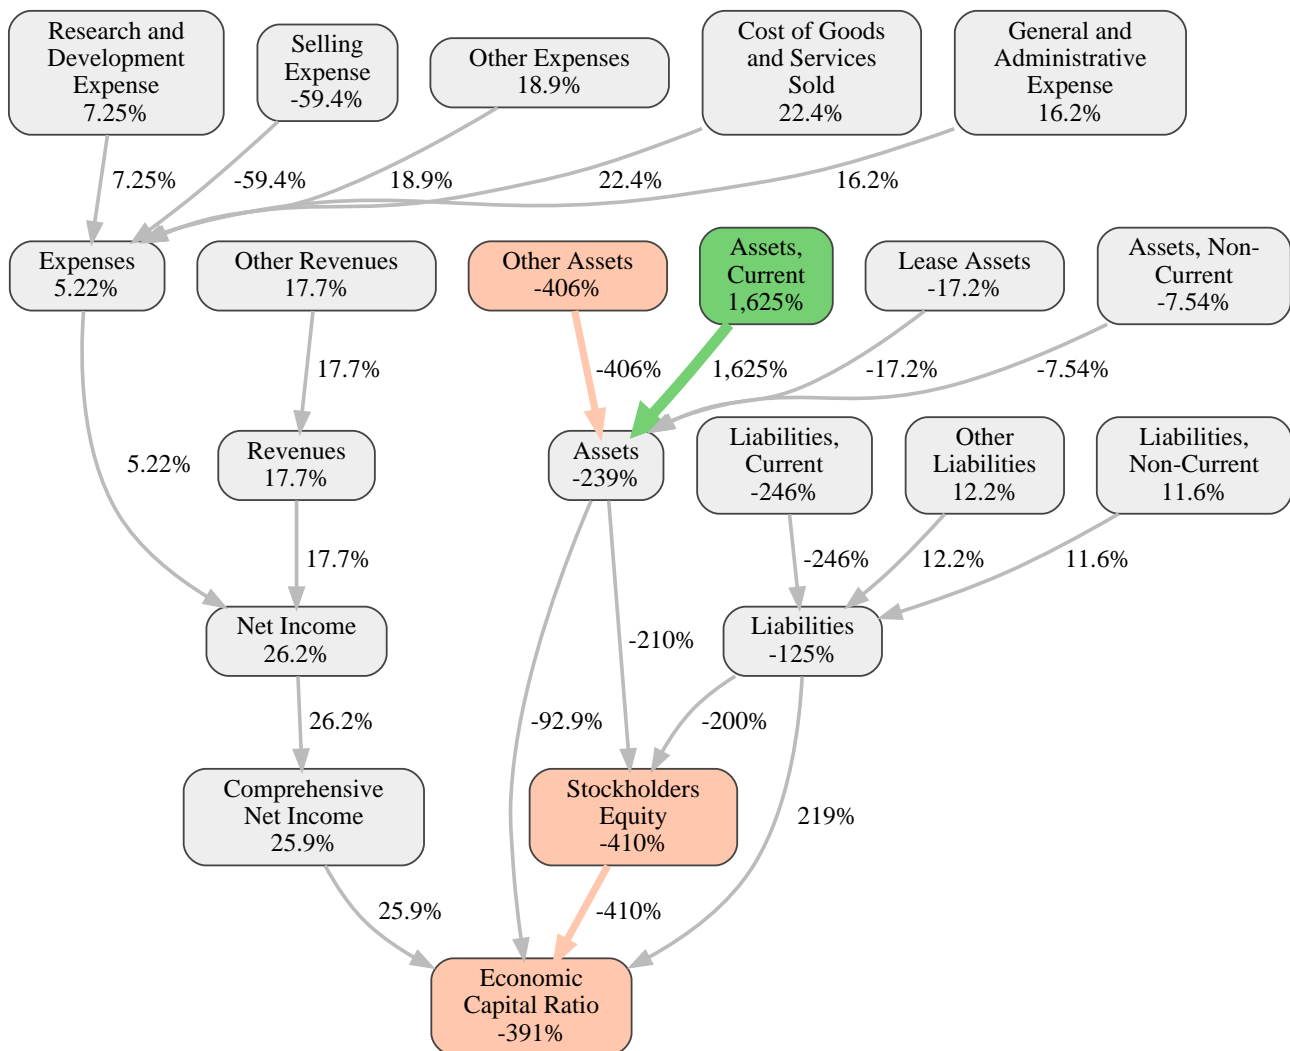 Research and
Development
Expense
7.25%
Selling
Expense
-59.4%
Other Expenses
18.9%
Cost of Goods
and Services
Sold
22.4%
General and
Administrative
Expense
16.2%
7.25%
-59.4%
18.9%
22.4%
16.2%
Expenses
5.22%
Other Revenues
17.7%
Other Assets
-406%
Assets,
Current
1,625%
Lease Assets
-17.2%
Assets, Non-
Current
-7.54%
17.7%
-406%
1,625%
-17.2%
-7.54%
5.22%
Revenues
17.7%
Assets
-239%
Liabilities,
Current
-246%
Other
Liabilities
12.2%
Liabilities,
Non-Current
11.6%
17.7%
-246%
12.2%
11.6%
Net Income
26.2%
-210%
Liabilities
-125%
26.2%
-92.9%
-200%
Comprehensive
Net Income
25.9%
Stockholders
Equity
-410%
219%
25.9%
-410%
Economic
Capital Ratio
-391%